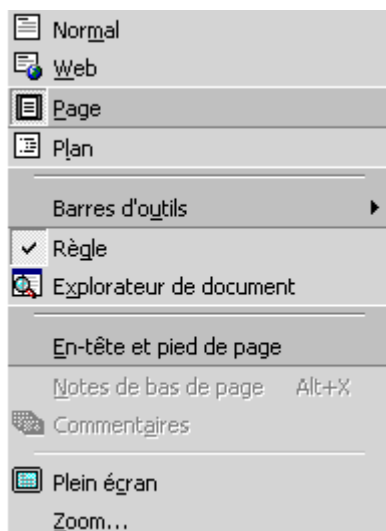 Normal
Web
Page
Plan
Barres d'outils
Règle
Explorateur de document
En-tête et pied de page
Notes de bas de page Alt+X
Commentaires
Plein écran
Zoom...